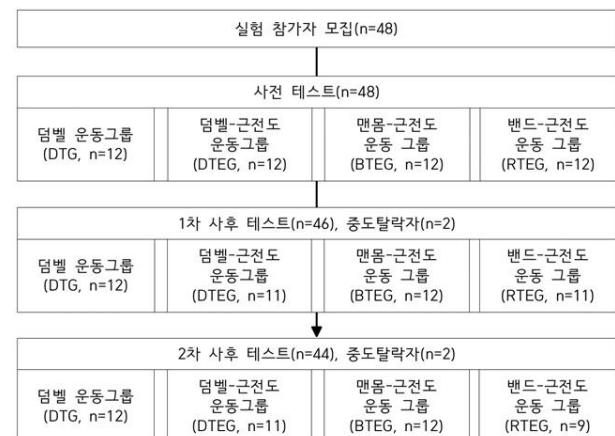 실험 참가자 모집(n=48)
사전 테스트(n=48)
덤벨 운동그룹
(DTG, n=12)
덤벨-근전도
운동그룹
(DTEG, n=12)
맨몸-근전도
운동 그룹
(BTEG, n=12)
밴드-근전도
운동 그룹
(RTEG, n=12)
1차 사후 테스트(n=46), 중도탈락자(n=2)
덤벨 운동그룹
(DTG, n=12)
덤벨-근전도
운동그룹
(DTEG, n=11)
맨몸-근전도
운동 그룹
(BTEG, n=12)
밴드-근전도
운동 그룹
(RTEG, n=11)
2차 사후 테스트(n=44), 중도탈락자(n=2)
덤벨 운동그룹
(DTG, n=12)
덤벨-근전도
운동그룹
(DTEG, n=11)
맨몸-근전도
운동 그룹
(BTEG, n=12)
밴드-근전도
운동 그룹
(RTEG, n=9)